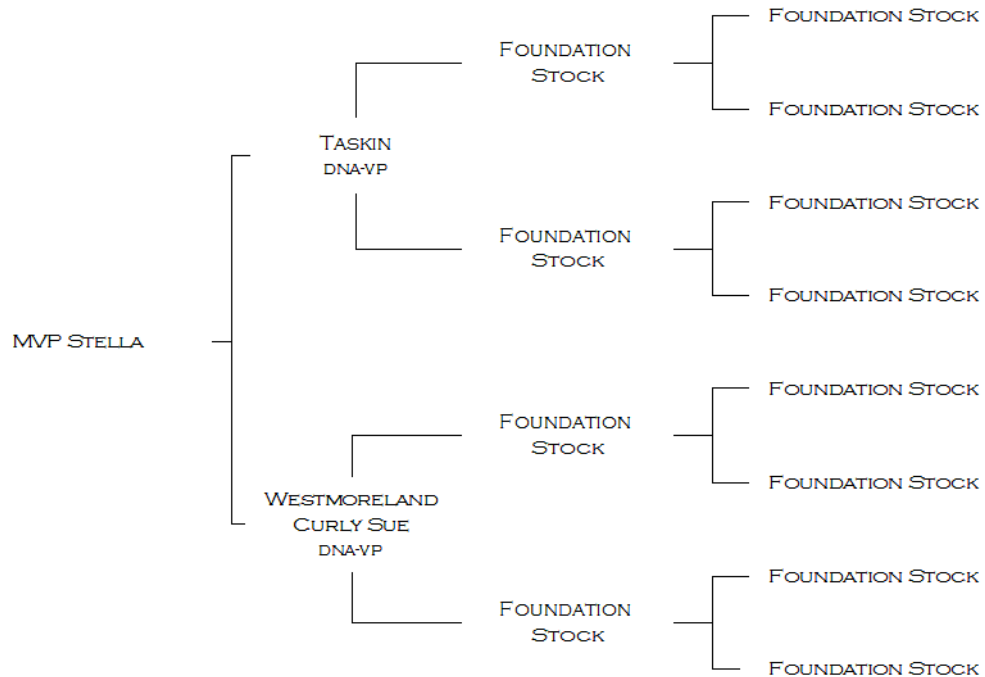 Foundation Stock
Foundation
Stock
Foundation Stock
Taskin
DNA-VP
Foundation Stock
Foundation
Stock
Foundation Stock
MVP Stella
Foundation Stock
Foundation
Stock
Foundation Stock
Westmoreland
Curly Sue
DNA-VP
Foundation Stock
Foundation
Stock
Foundation Stock